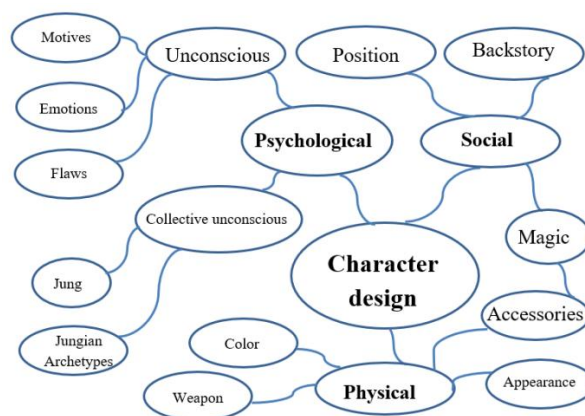 Motives
Unconscious
Position
Backstory
Emotions
Psychological
Social
Flaws
Collective unconscious
Magic
Jung
Character
design
Accessories
Jungian
Archetypes
Color
Weapon
Physical
Appearance